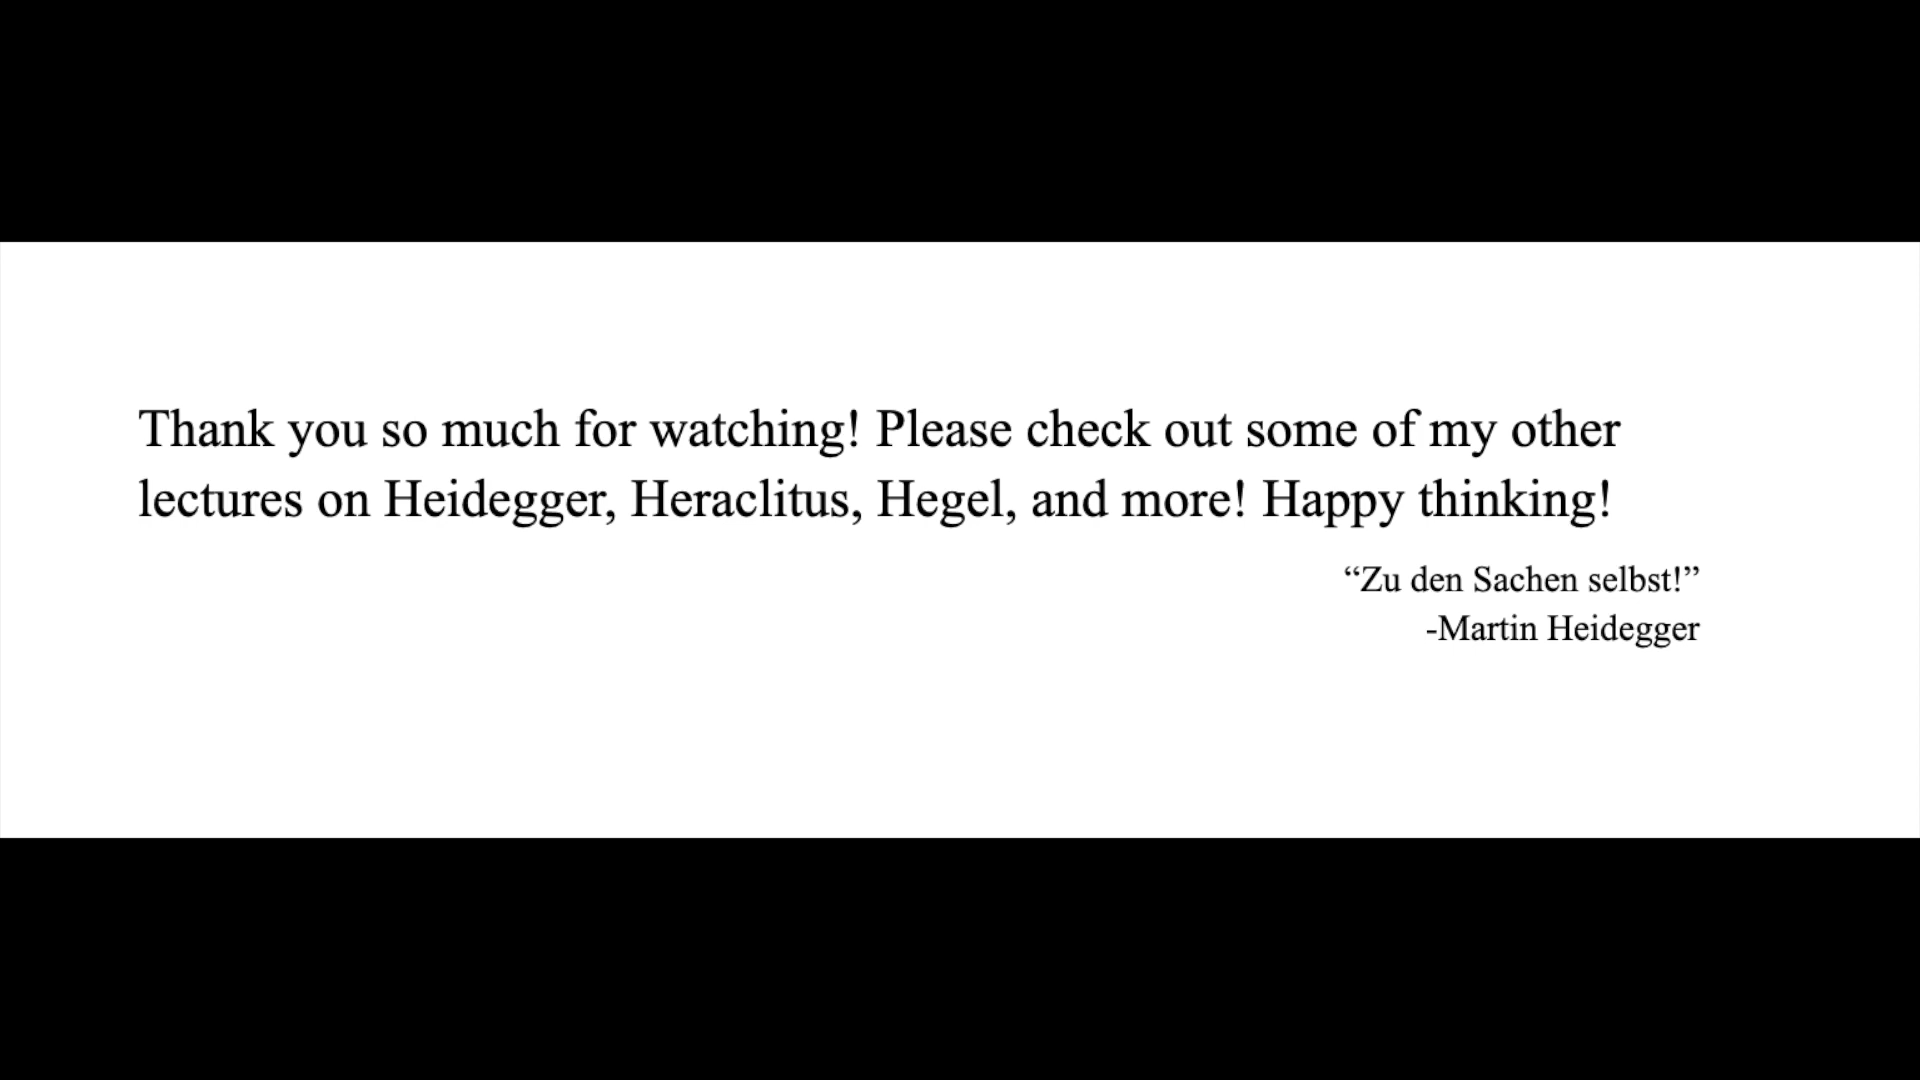 Thank you so much for watching! Please check out some of my other
lectures on Heidegger, Heraclitus, Hegel, and more! Happy thinking!
“Zu den Sachen selbst!”
-Martin Heidegger